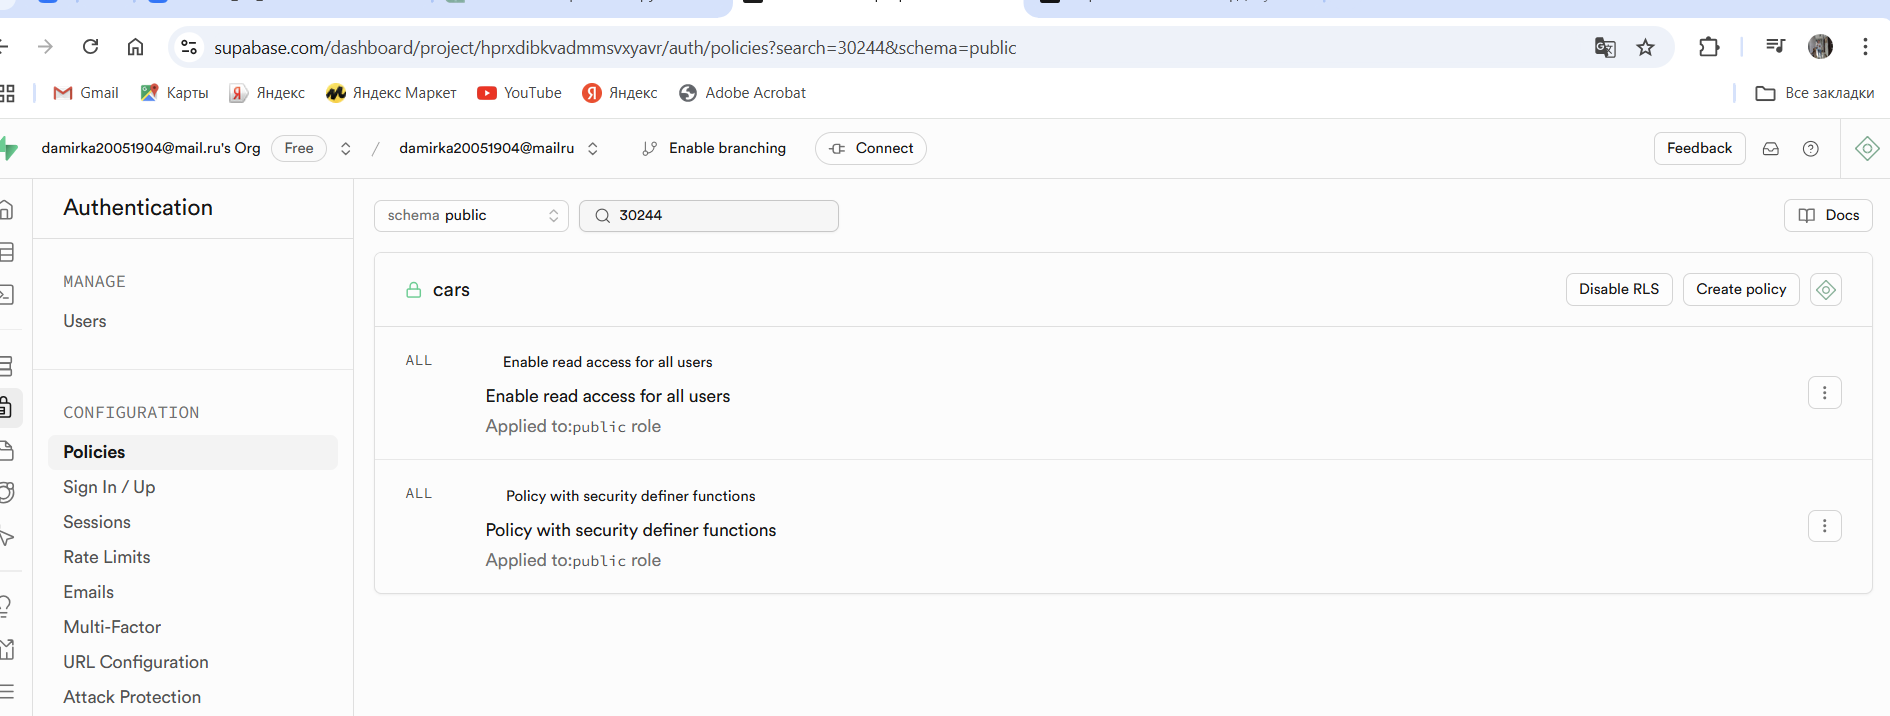 supabase.com/dashboard/project/hprxdibkvadmmsvxyavr/auth/policies?search=30244&schema=public
Gmail Карты Яндекс Яндекс Маркет YouTube Яндекс Adobe Acrobat Все закладки
damirka20051904@mail.ru's Org Free / damirka20051904@mailru Enable branching Connect Feedback
Authentication
schema public 30244 Docs
MANAGE
Users
CONFIGURATION
Policies
Sign In / Up
Sessions
Rate Limits
Emails
Multi-Factor
URL Configuration
Attack Protection
cars Disable RLS Create policy
ALL Enable read access for all users
Enable read access for all users
Applied to:public role
ALL Policy with security definer functions
Policy with security definer functions
Applied to:public role